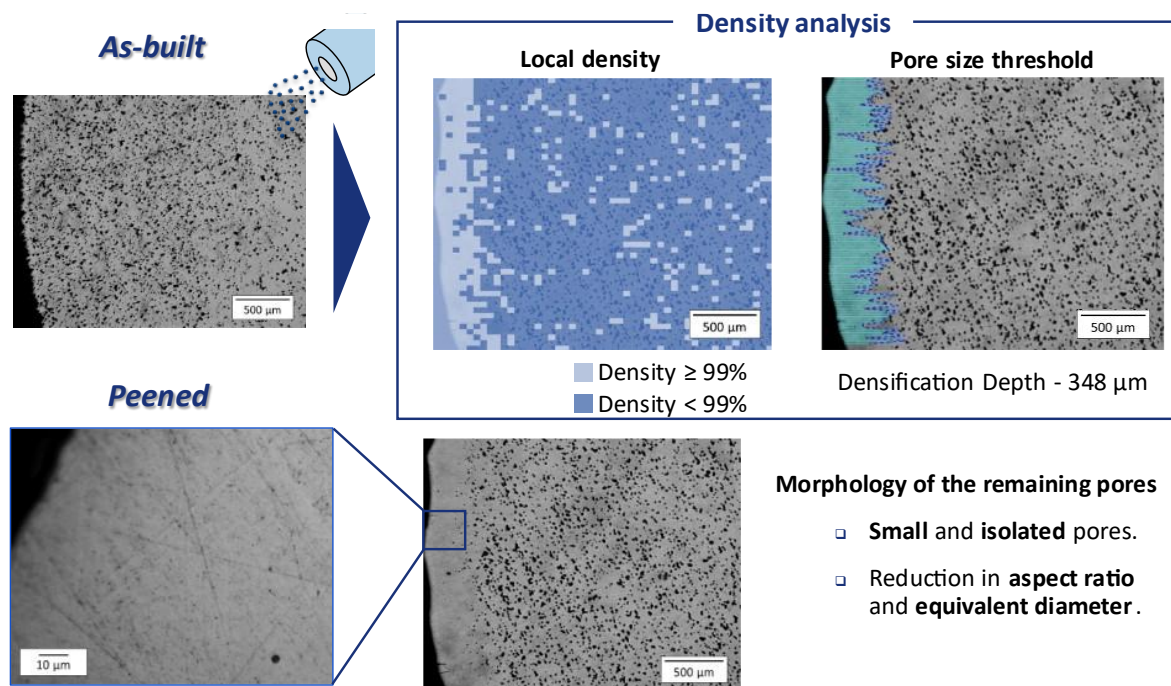 As-built
500 µm
Density analysis
Local density
Pore size threshold
500 µm
500 µm
Density ≥ 99%
Density < 99%
Densification Depth - 348 µm
Peened
10 µm
500 µm
Morphology of the remaining pores
Small and isolated pores.
Reduction in aspect ratio
and equivalent diameter.